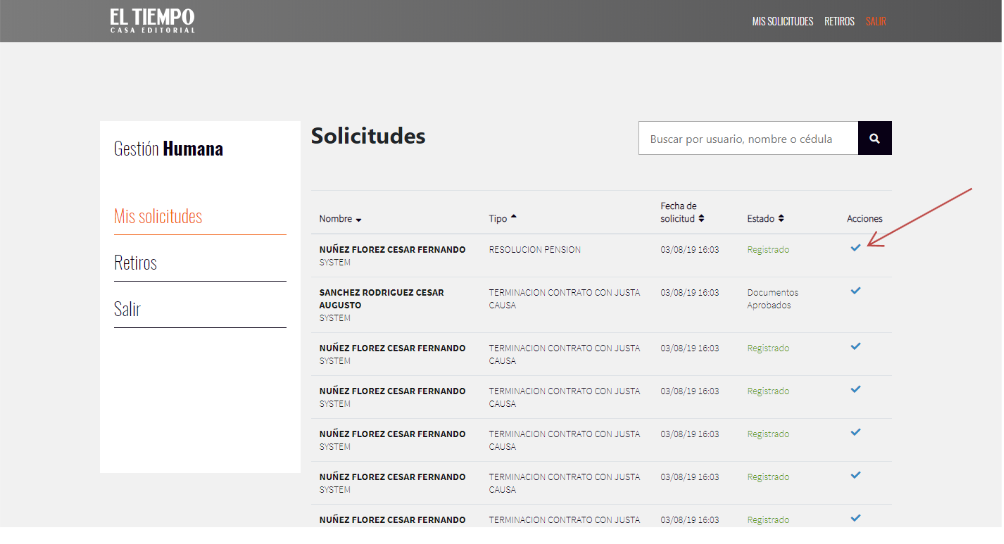 EL TIEMPO
CASA EDITORIAL
MIS SOLICITUDES RETIROS SALIR
Gestión Humana
Mis solicitudes
Retiros
Salir
Solicitudes
Buscar por usuario, nombre o cédula
Nombre Tipo Fecha de solicitud Estado Acciones
NUÑEZ FLOREZ CESAR FERNANDO RESOLUCION PENSION 03/08/19 16:03 Registrado
SYSTEM
SANCHEZ RODRIGUEZ CESAR TERMINACION CONTRATO CON JUSTA 03/08/19 16:03 Documentos
AUGUSTO CAUSA Aprobados
SYSTEM
NUÑEZ FLOREZ CESAR FERNANDO TERMINACION CONTRATO CON JUSTA 03/08/19 16:03 Registrado
SYSTEM CAUSA
NUÑEZ FLOREZ CESAR FERNANDO TERMINACION CONTRATO CON JUSTA 03/08/19 16:03 Registrado
SYSTEM CAUSA
NUÑEZ FLOREZ CESAR FERNANDO TERMINACION CONTRATO CON JUSTA 03/08/19 16:03 Registrado
SYSTEM CAUSA
NUÑEZ FLOREZ CESAR FERNANDO TERMINACION CONTRATO CON JUSTA 03/08/19 16:03 Registrado
SYSTEM CAUSA
NUÑEZ FLOREZ CESAR FERNANDO TERMINACION CONTRATO CON JUSTA 03/08/19 16:03 Registrado